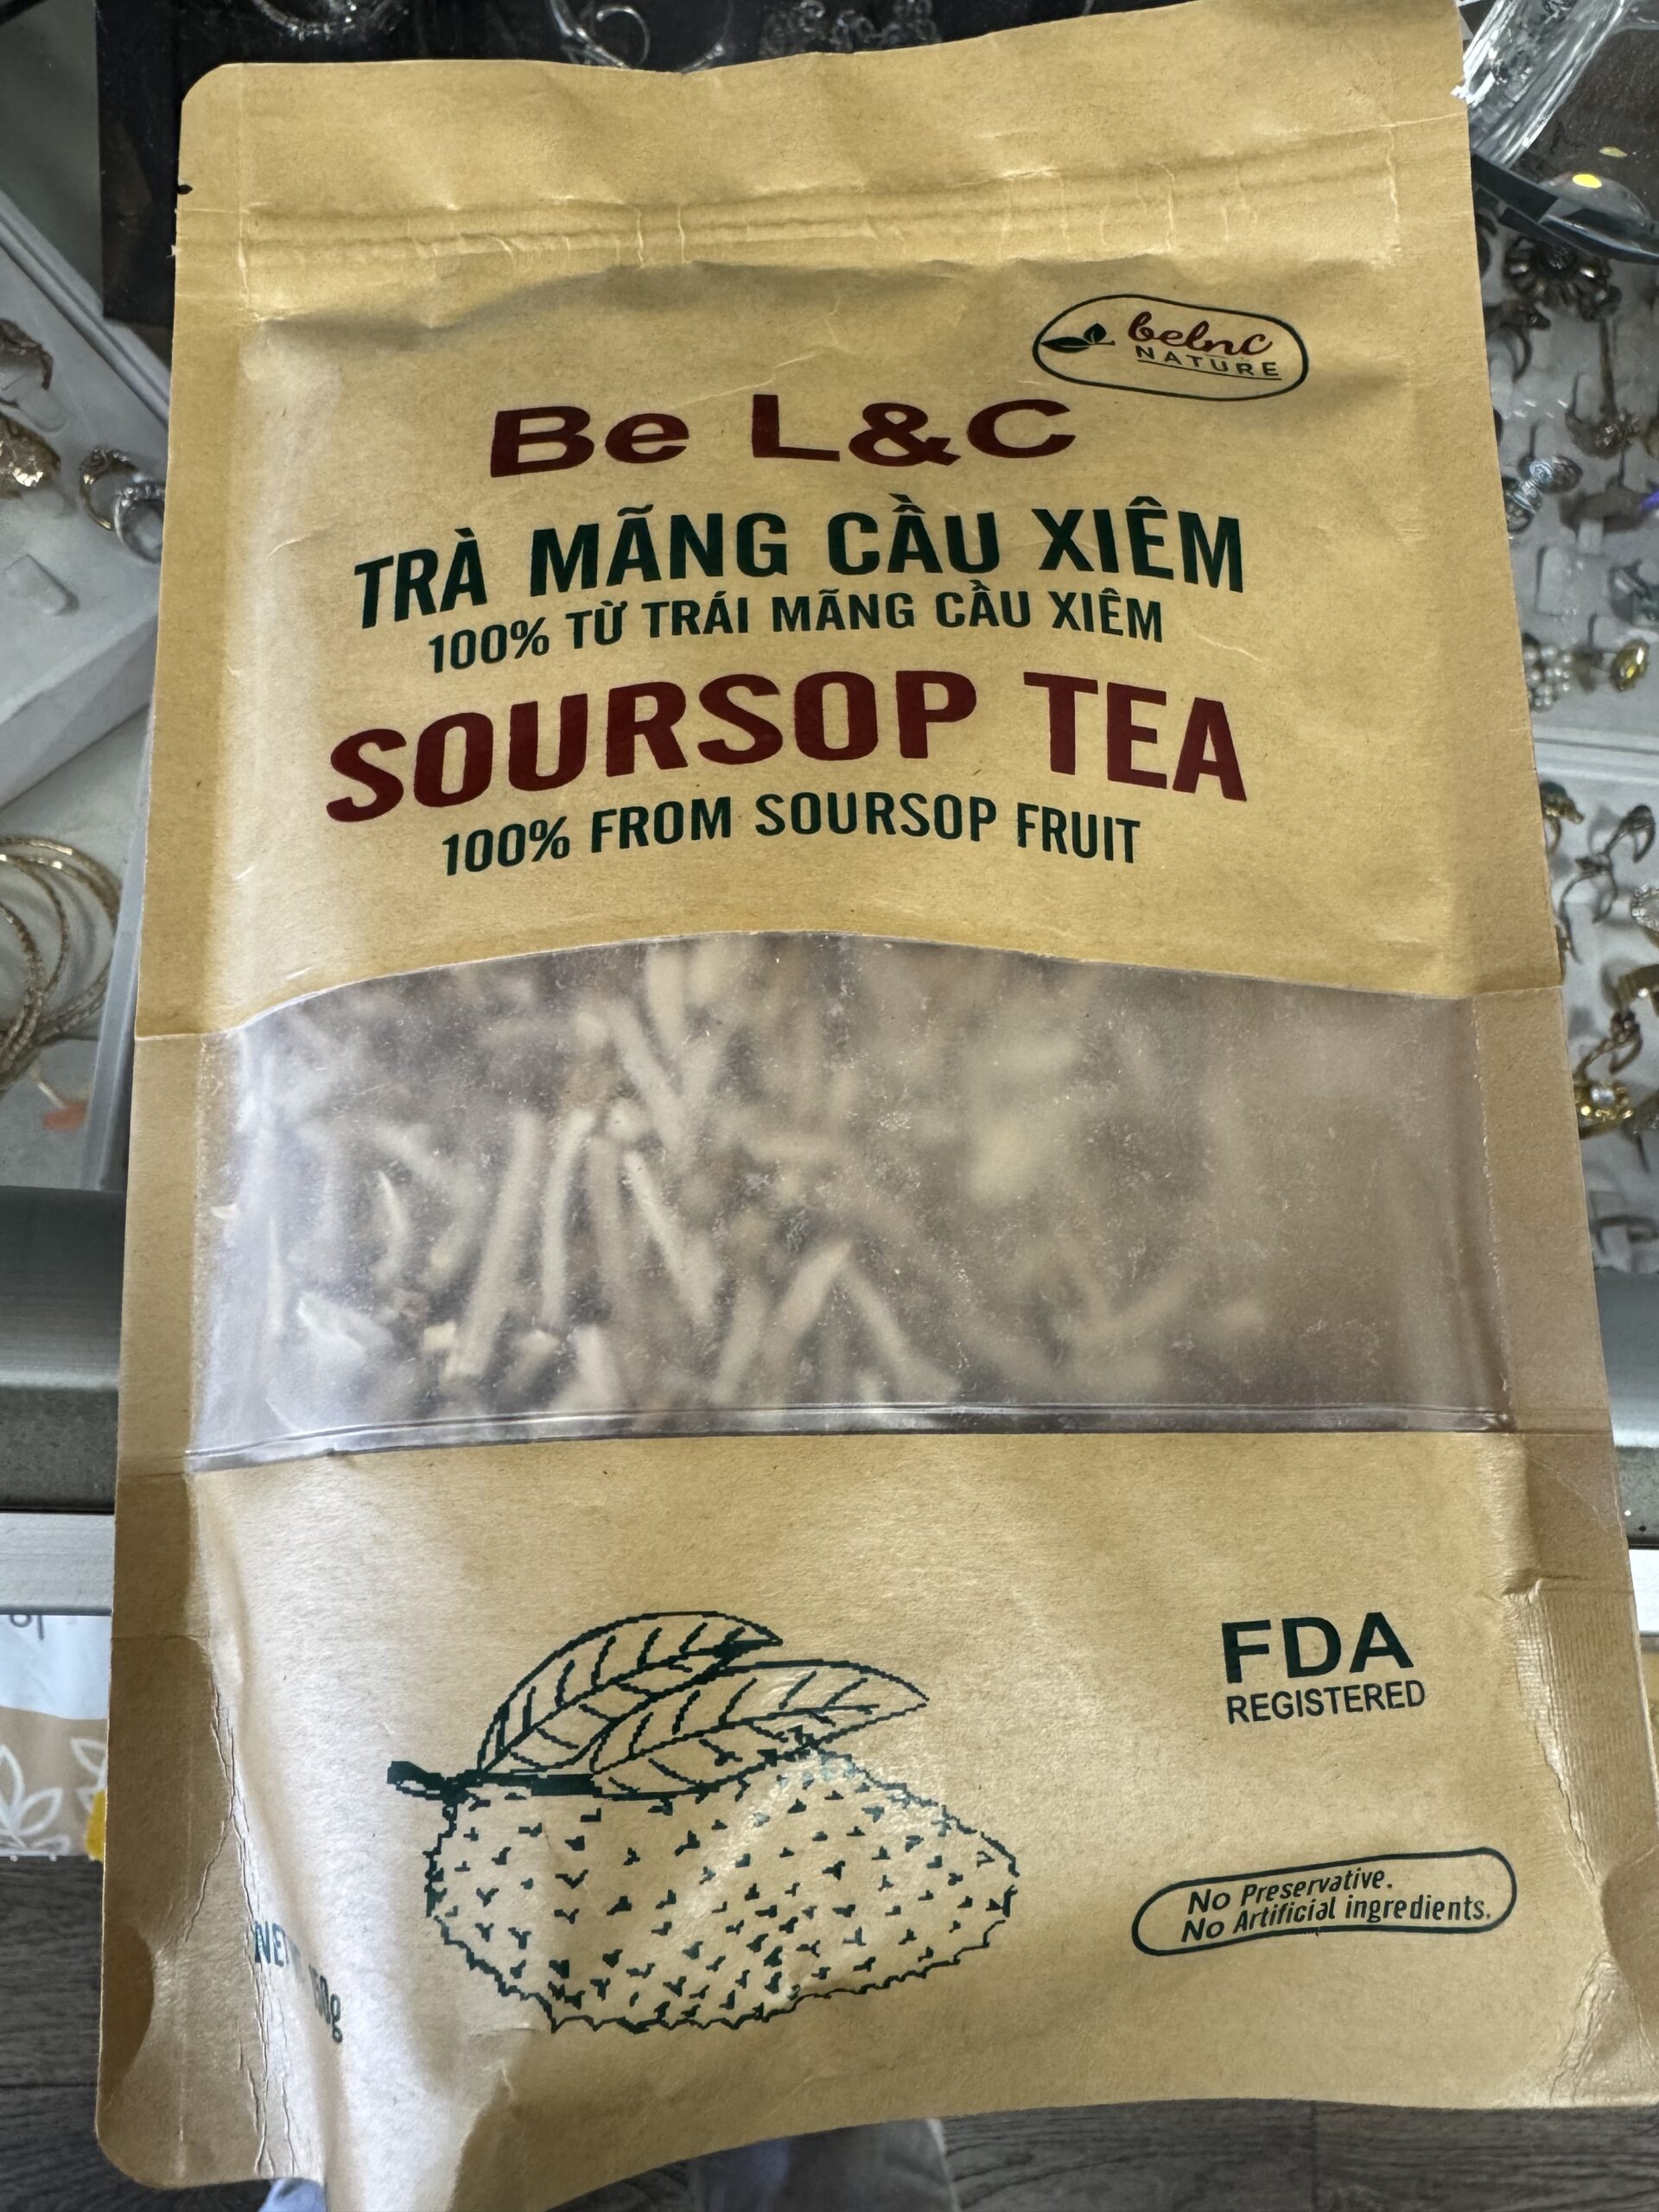 belnc
NATURE
Be L&C
TRÀ MÃNG CẦU XIÊM
100% TỪ TRÁI MÃNG CẦU XIÊM
SOURSOP TEA
100% FROM SOURSOP FRUIT
FDA
REGISTERED
No Preservative.
No Artificial ingredients.